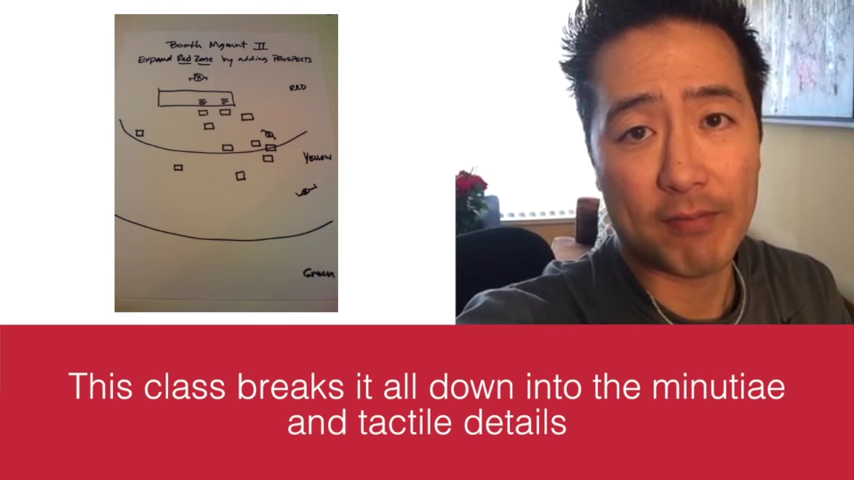 Booth Mgmnt II
Expand Red Zone by adding PROSPECTS
RED
Yellow
Green
This class breaks it all down into the minutiae
and tactile details